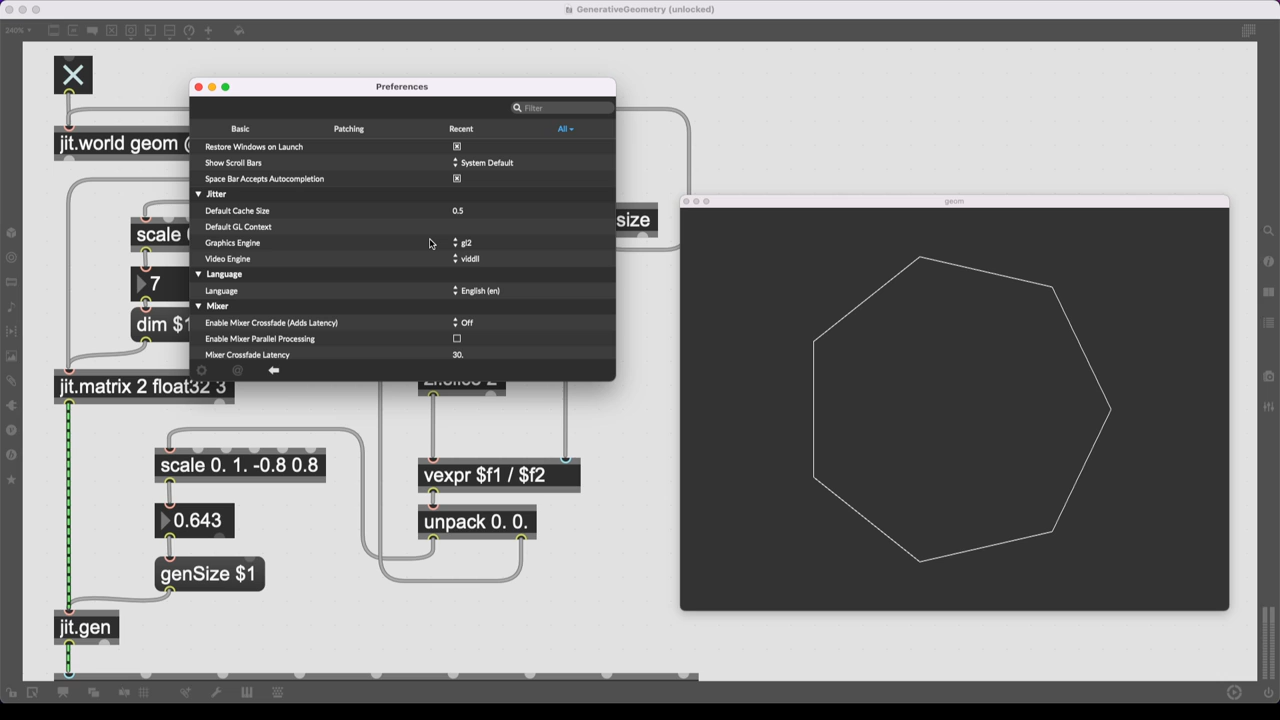 GenerativeGeometry (unlocked)
240%
jit.world geom @
scale
7
dim $1
jit.matrix 2 float32 3
scale 0. 1. -0.8 0.8
0.643
genSize $1
jit.gen
Preferences
Filter
Basic
Patching
Recent
All
Restore Windows on Launch
Show Scroll Bars
System Default
Space Bar Accepts Autocompletion
Jitter
Default Cache Size
0.5
Default GL Context
Graphics Engine
gl2
Video Engine
viddll
Language
Language
English (en)
Mixer
Enable Mixer Crossfade (Adds Latency)
Off
Enable Mixer Parallel Processing
Mixer Crossfade Latency
30.
size
vexpr $f1 / $f2
unpack 0. 0.
geom